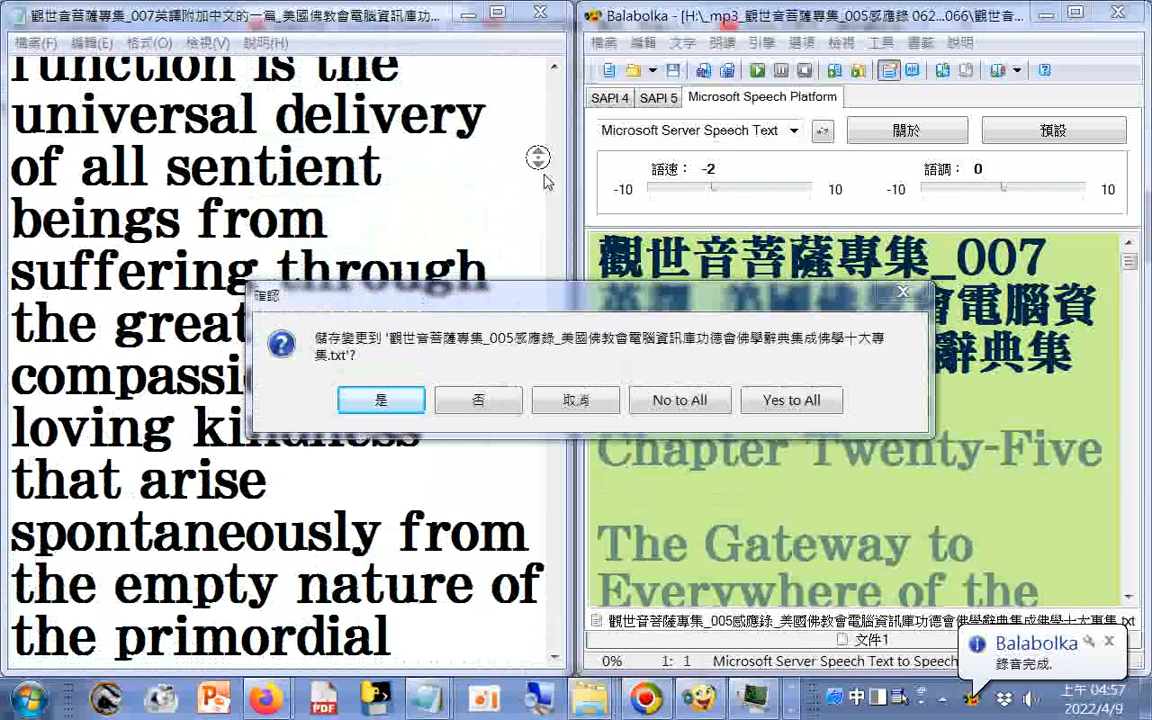 觀世音菩薩專集_007英譯附加中文的一篇_美國佛教會電腦資訊庫功...
檔案(F) 編輯(E) 格式(O) 檢視(V) 說明(H)
Function is the
universal delivery
of all sentient
beings from
suffering through
the great
compassi
loving kindness
that arise
spontaneously from
the empty nature of
the primordial
Balabolka - [H:\_mp3_觀世音菩薩專集_005感應錄 062...066\觀世音...
檔案 編輯 文字 朗讀 引擎 選項 檢視 工具 書籤 說明
SAPI 4 SAPI 5 Microsoft Speech Platform
Microsoft Server Speech Text 關於 預設
語速: -2 語調: 0
-10 10 -10 10
觀世音菩薩專集_007
會電腦資
辭典集
Chapter Twenty-Five
The Gateway to
Everywhere of the
觀世音菩薩專集_005感應錄_美國佛教會電腦資訊庫功德會佛學辭典集成佛學十大專集.txt
文件1
0% 1: 1 Microsoft Server Speech Text to Speech
確認
儲存變更到 '觀世音菩薩專集_005感應錄_美國佛教會電腦資訊庫功德會佛學辭典集成佛學十大專
集.txt'?
是 否 取消 No to All Yes to All
Balabolka
錄音完成.
中
上午 04:57
2022/4/9